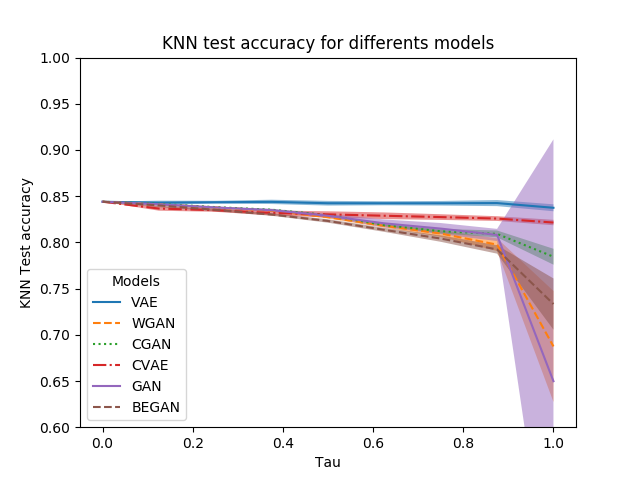 KNN test accuracy for differents models
1.00
0.95
0.90
0.85
0.80
0.75
0.70
0.65
0.60
KNN Test accuracy
Models
VAE
WGAN
CGAN
CVAE
GAN
BEGAN
0.0 0.2 0.4 0.6 0.8 1.0
Tau